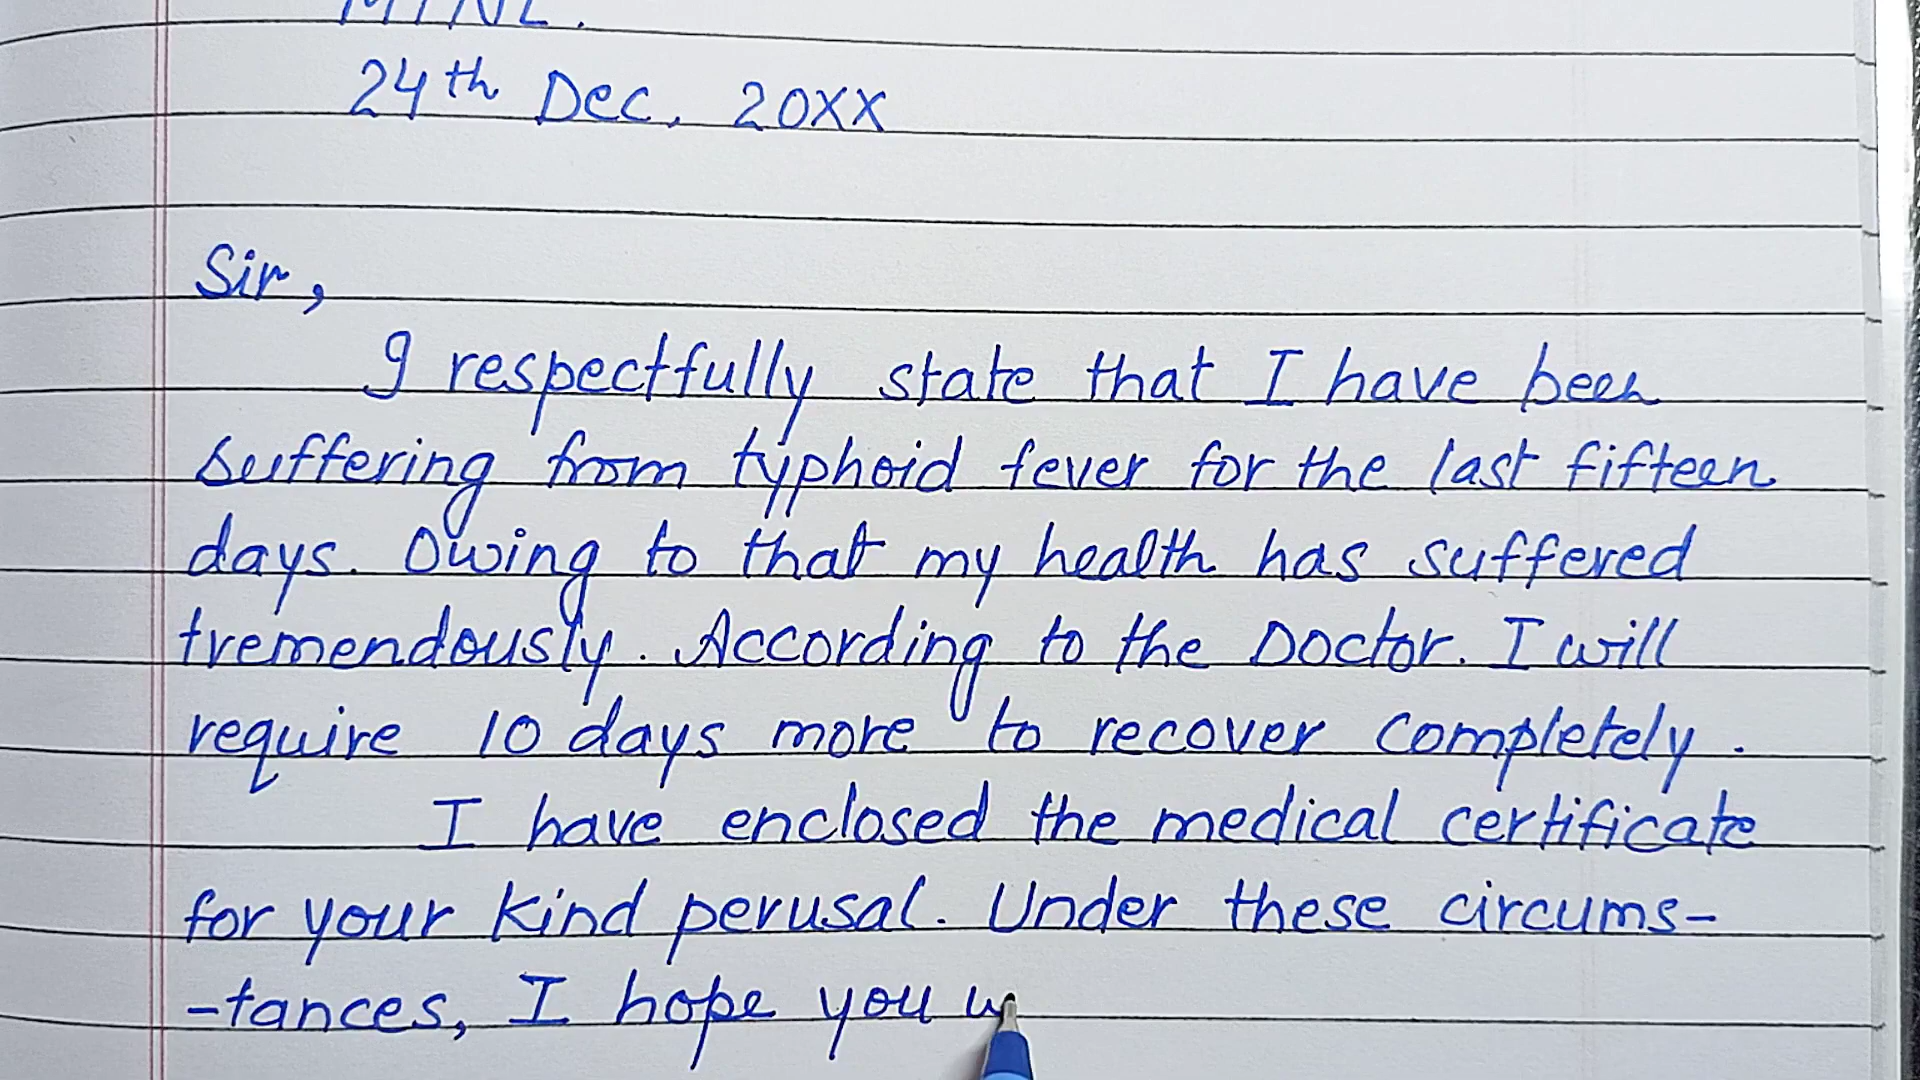 MTNL.
24th Dec, 20XX
Sir,
I respectfully state that I have been
suffering from typhoid fever for the last fifteen
days. Owing to that my health has suffered
tremendously. According to the Doctor. I will
require 10 days more to recover completely.
I have enclosed the medical certificate
for your kind perusal. Under these circums-
-tances, I hope you w